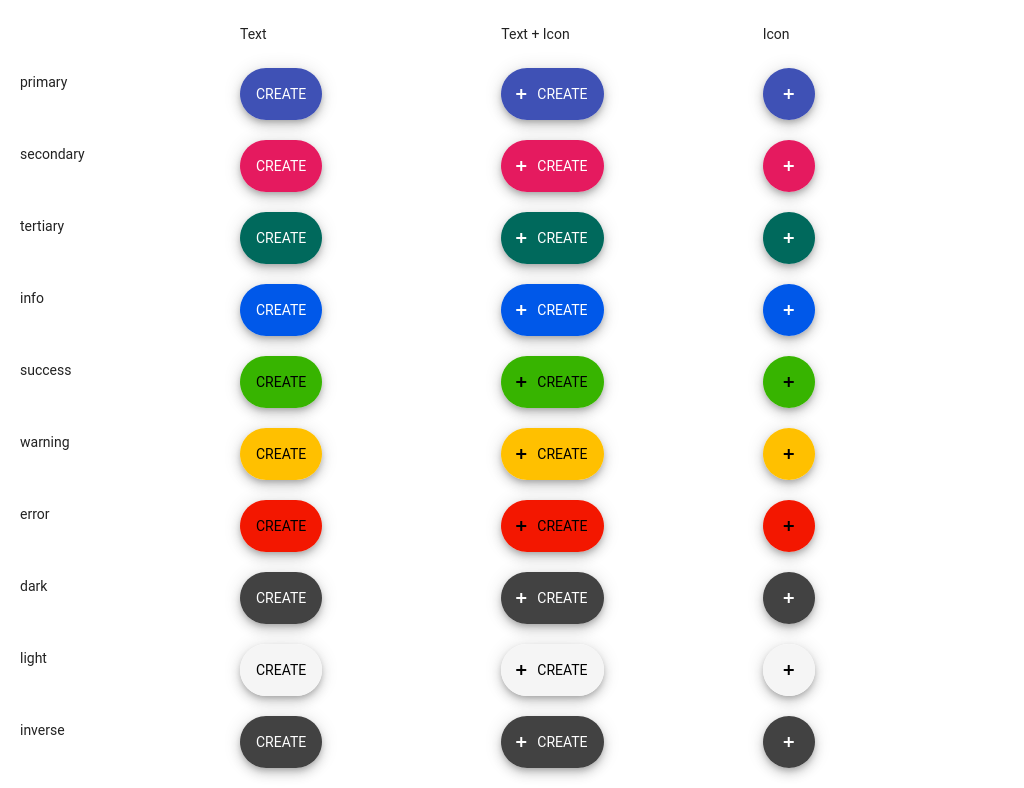 Text Text + Icon Icon
primary CREATE + CREATE +
secondary CREATE + CREATE +
tertiary CREATE + CREATE +
info CREATE + CREATE +
success CREATE + CREATE +
warning CREATE + CREATE +
error CREATE + CREATE +
dark CREATE + CREATE +
light CREATE + CREATE +
inverse CREATE + CREATE +